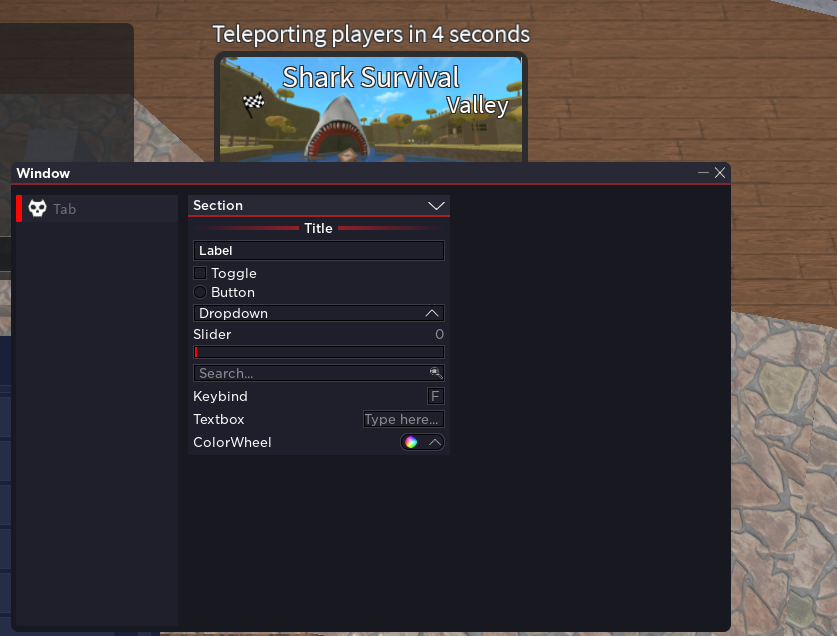 Teleporting players in 4 seconds
Shark Survival
Valley
Window
Tab
Section
Title
Label
Toggle
Button
Dropdown
Slider 0
Search...
Keybind F
Textbox Type here...
ColorWheel